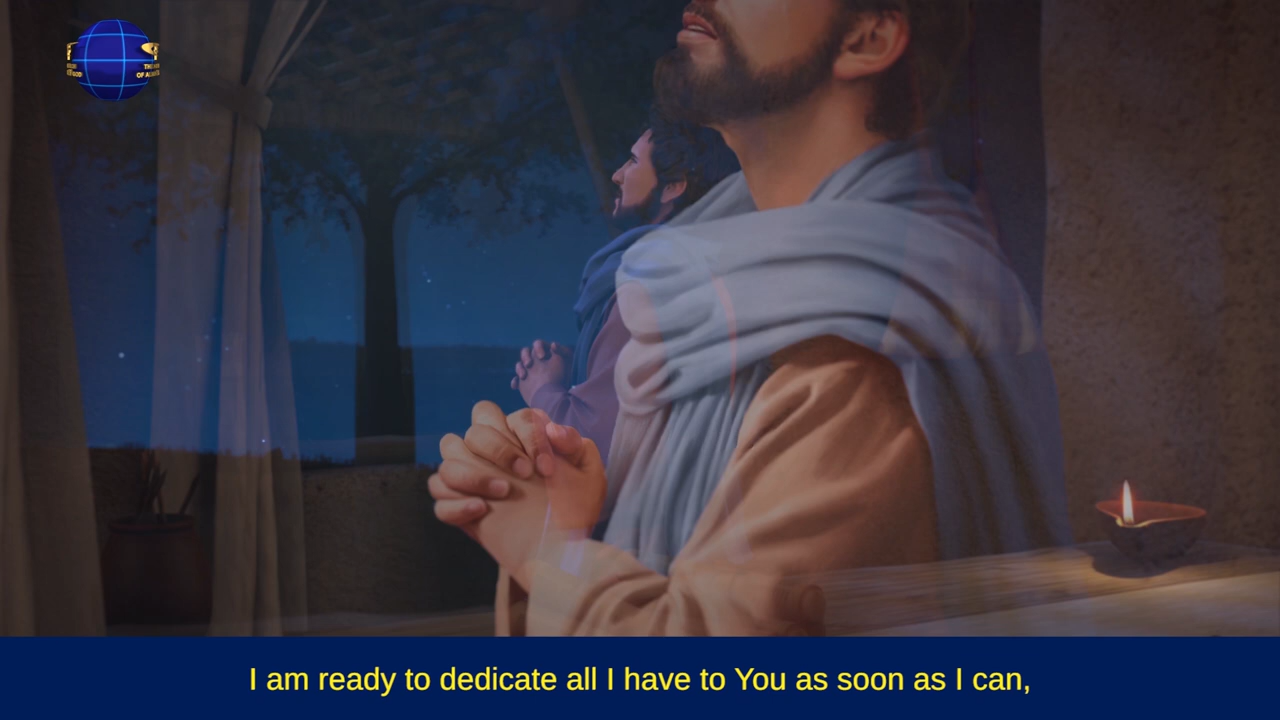 I am ready to dedicate all I have to You as soon as I can,